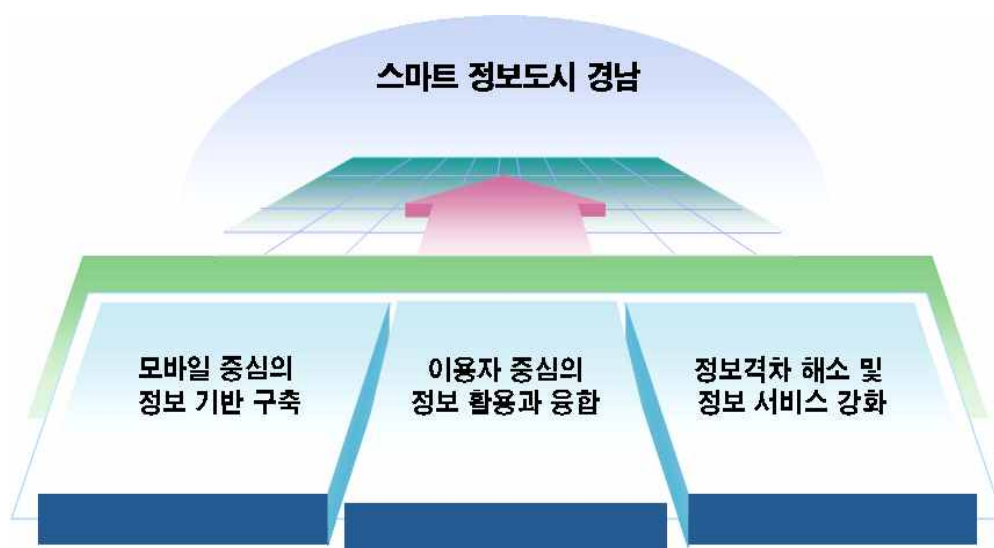 스마트 정보도시 경남
모바일 중심의
정보 기반 구축
이용자 중심의
정보 활용과 융합
정보격차 해소 및
정보 서비스 강화